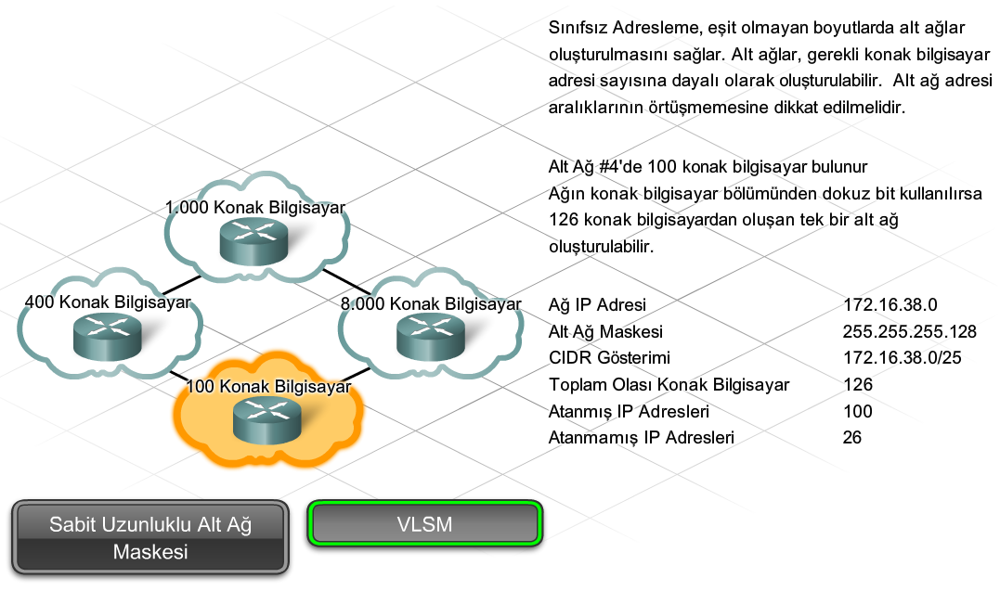 Sınıfsız Adresleme, eşit olmayan boyutlarda alt ağlar
oluşturulmasını sağlar. Alt ağlar, gerekli konak bilgisayar
adresi sayısına dayalı olarak oluşturulabilir. Alt ağ adresi
aralıklarının örtüşmemesine dikkat edilmelidir.
Alt Ağ #4'de 100 konak bilgisayar bulunur
Ağın konak bilgisayar bölümünden dokuz bit kullanılırsa
126 konak bilgisayardan oluşan tek bir alt ağ
oluşturulabilir.
Ağ IP Adresi 172.16.38.0
Alt Ağ Maskesi 255.255.255.128
CIDR Gösterimi 172.16.38.0/25
Toplam Olası Konak Bilgisayar 126
Atanmış IP Adresleri 100
Atanmamış IP Adresleri 26
1.000 Konak Bilgisayar
400 Konak Bilgisayar
8.000 Konak Bilgisayar
100 Konak Bilgisayar
Sabit Uzunluklu Alt Ağ
Maskesi
VLSM